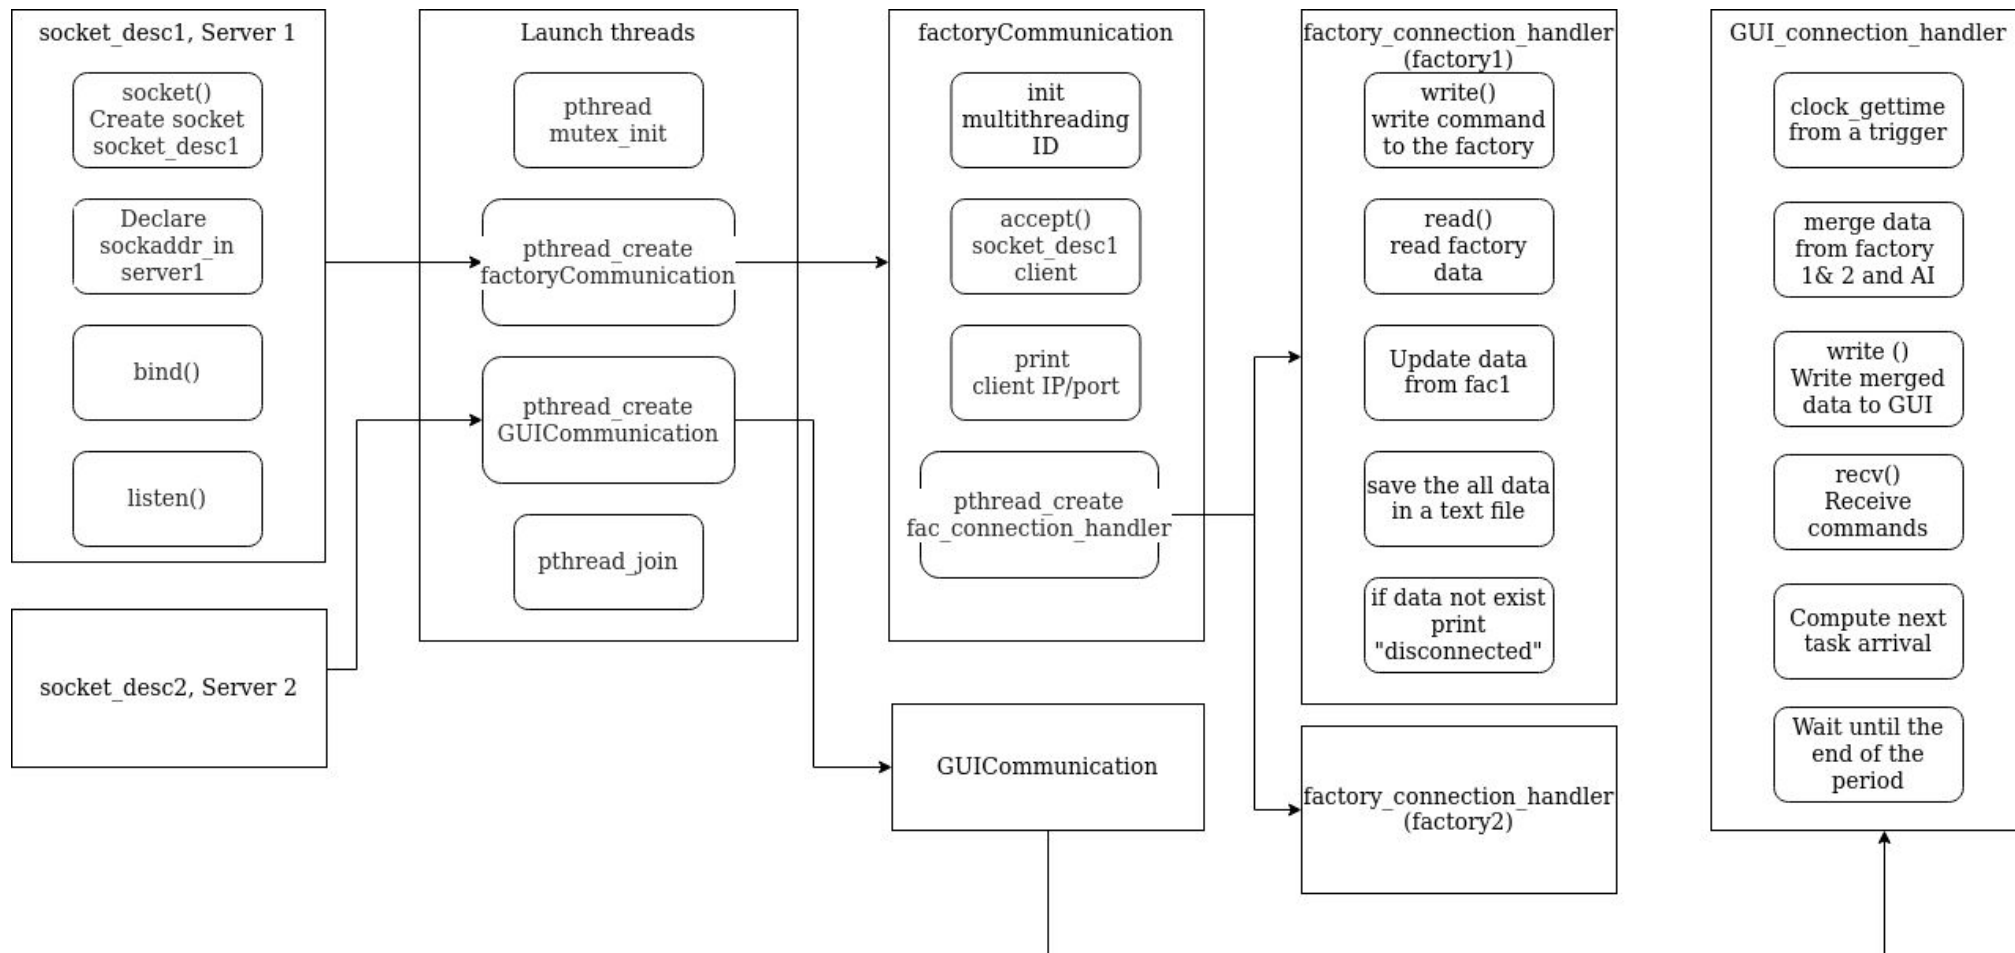 socket_desc1, Server 1
socket()
Create socket
socket_desc1
Declare
sockaddr_in
server1
bind()
listen()
socket_desc2, Server 2
Launch threads
pthread
mutex_init
pthread_create
factoryCommunication
pthread_create
GUICommunication
pthread_join
factoryCommunication
init
multithreading
ID
accept()
socket_desc1
client
print
client IP/port
pthread_create
fac_connection_handler
GUICommunication
factory_connection_handler
(factory1)
write()
write command
to the factory
read()
read factory
data
Update data
from fac1
save the all data
in a text file
if data not exist
print
"disconnected"
factory_connection_handler
(factory2)
GUI_connection_handler
clock_gettime
from a trigger
merge data
from factory
1& 2 and AI
write ()
Write merged
data to GUI
recv()
Receive
commands
Compute next
task arrival
Wait until the
end of the
period